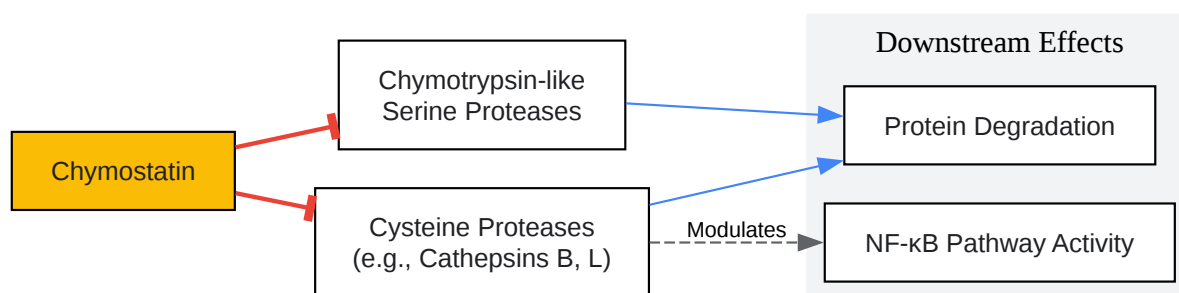 Chymostatin
Chymotrypsin-like
Serine Proteases
Cysteine Proteases
(e.g., Cathepsins B, L)
Modulates
Downstream Effects
Protein Degradation
NF-κB Pathway Activity